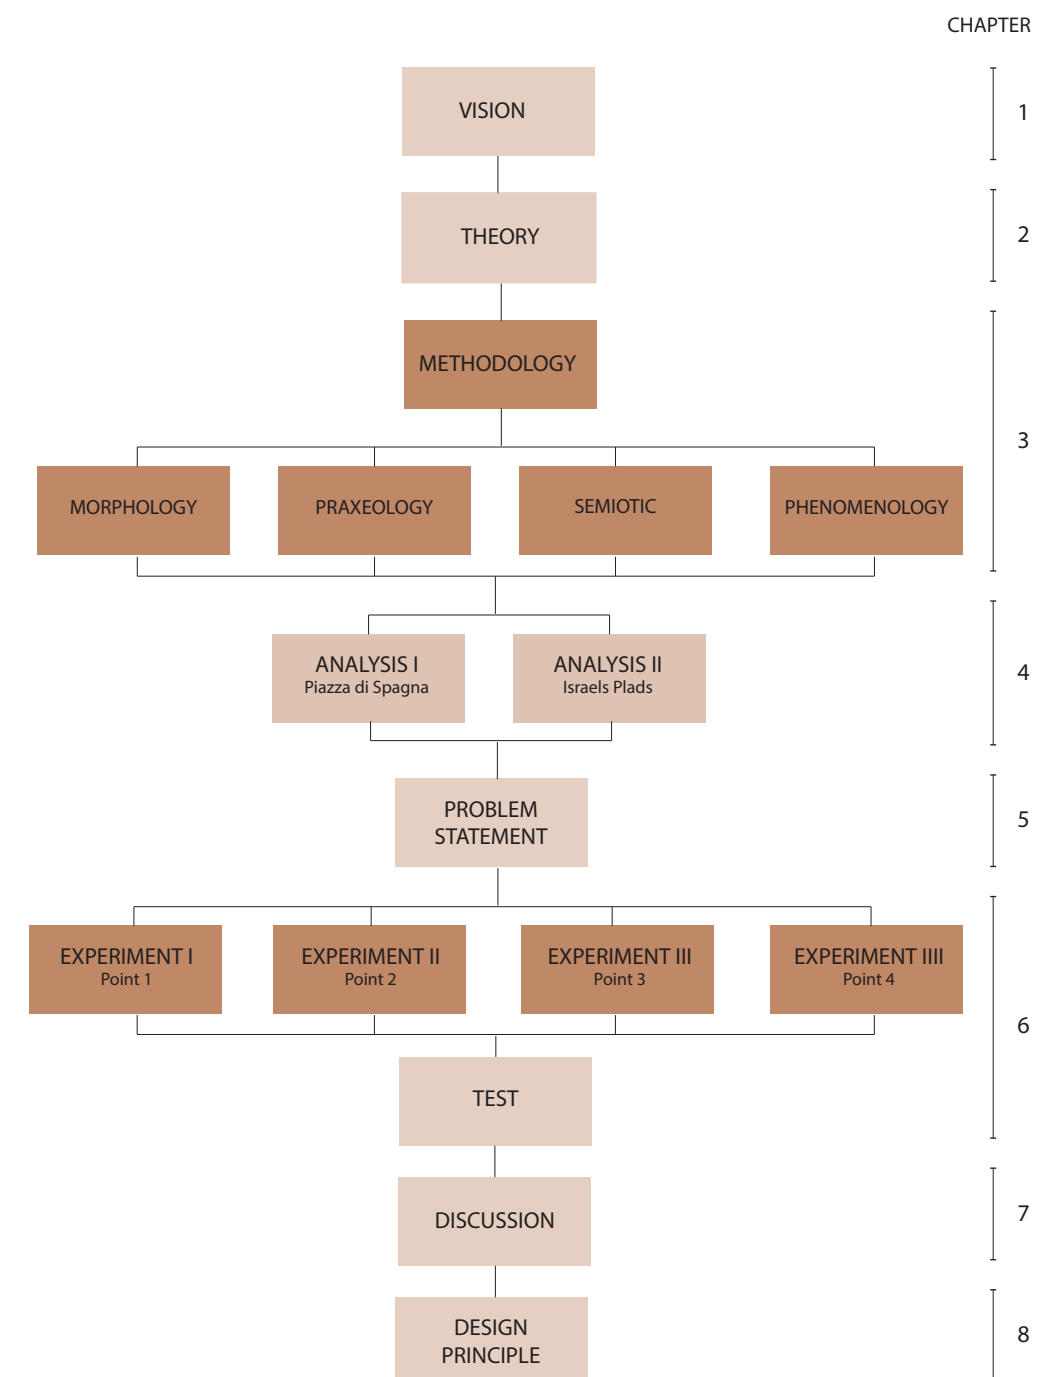 CHAPTER
VISION
1
THEORY
2
METHODOLOGY
3
MORPHOLOGY
PRAXEOLOGY
SEMIOTIC
PHENOMENOLOGY
ANALYSIS I
Piazza di Spagna
ANALYSIS II
Israels Plads
4
PROBLEM
STATEMENT
5
EXPERIMENT I
Point 1
EXPERIMENT II
Point 2
EXPERIMENT III
Point 3
EXPERIMENT IIII
Point 4
6
TEST
DISCUSSION
7
DESIGN
PRINCIPLE
8